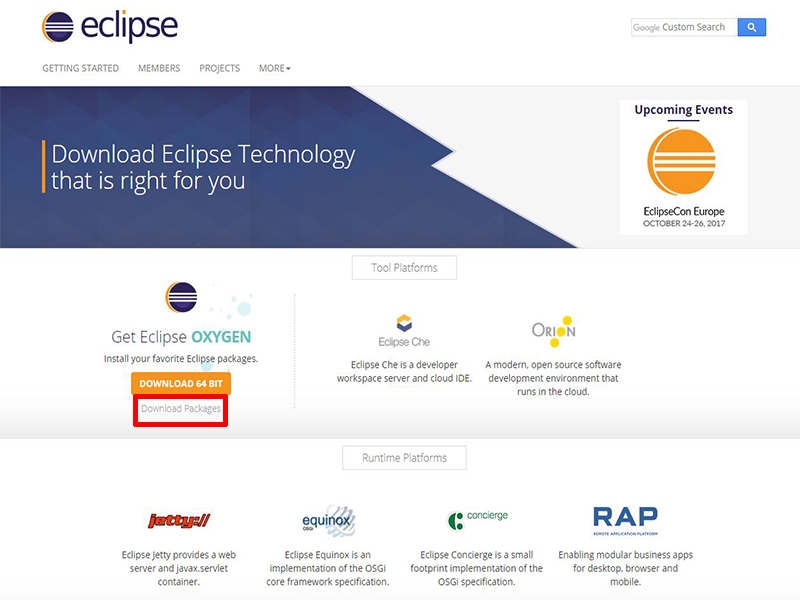 eclipse
Google Custom Search
GETTING STARTED MEMBERS PROJECTS MORE
Download Eclipse Technology
that is right for you
Upcoming Events
EclipseCon Europe
OCTOBER 24-26, 2017
Tool Platforms
Get Eclipse OXYGEN
Install your favorite Eclipse packages.
DOWNLOAD 64 BIT
Download Packages
Eclipse Che
Eclipse Che is a developer
workspace server and cloud IDE.
ORION
A modern, open source software
development environment that
runs in the cloud.
Runtime Platforms
jetty://
Eclipse Jetty provides a web
server and javax.servlet
container.
equinox
OSGi
Eclipse Equinox is an
implementation of the OSGi
core framework specification.
concierge
Eclipse Concierge is a small
footprint implementation of the
OSGi specification.
RAP
REMOTE APPLICATION PLATFORM
Enabling modular business apps
for desktop, browser and
mobile.